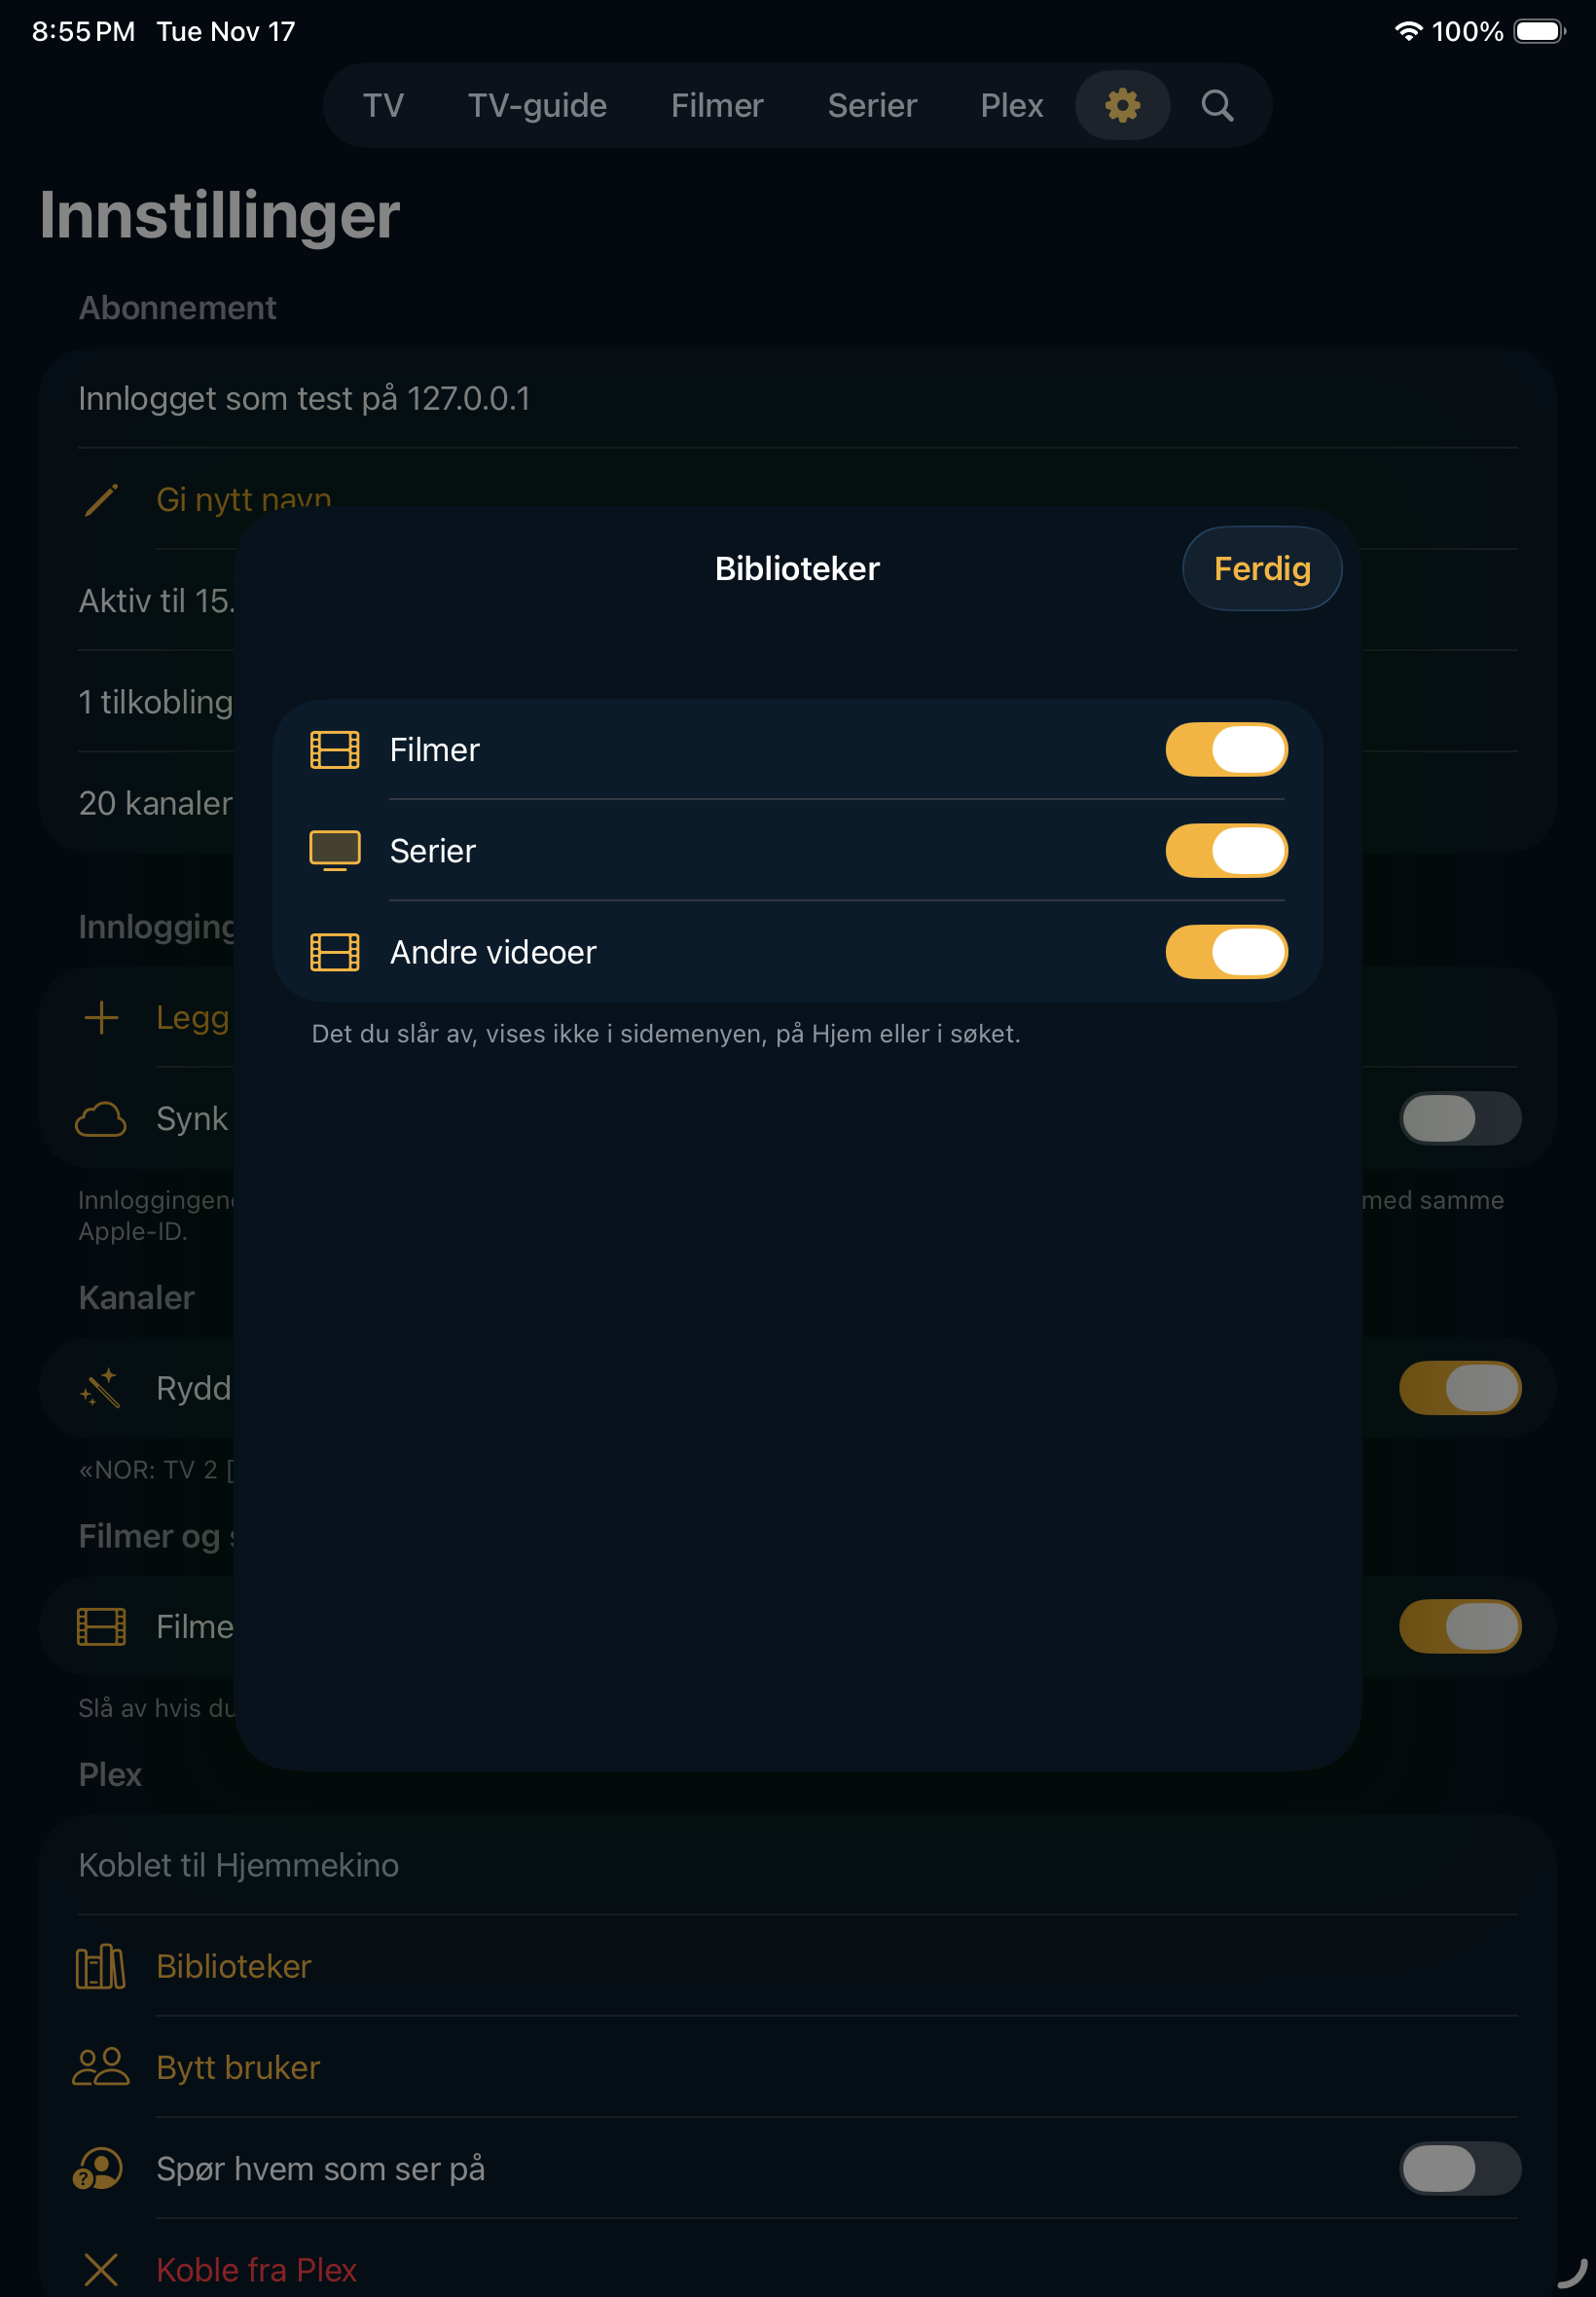 8:55 PM Tue Nov 17
100%
TV TV-guide Filmer Serier Plex
Innstillinger
Abonnement
Innlogget som test på 127.0.0.1
Gi nytt navn
Biblioteker
Ferdig
Aktiv til 15.
1 tilkobling
Filmer
20 kanaler
Serier
Innlogging
Andre videoer
Legg
Det du slår av, vises ikke i sidemenyen, på Hjem eller i søket.
Synk
med samme
Apple-ID.
Kanaler
Rydd
«NOR: TV 2 [
Filmer og
Slå av hvis du
Plex
Koblet til Hjemmekino
Biblioteker
Bytt bruker
Spør hvem som ser på
Koble fra Plex